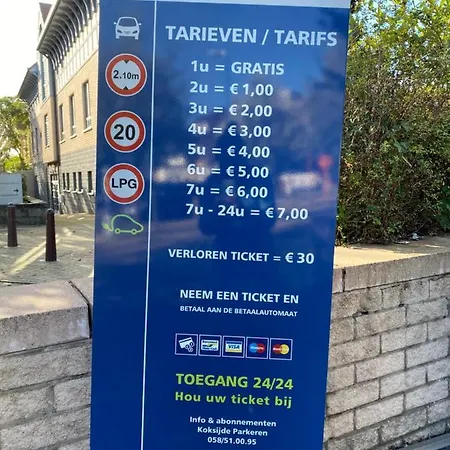 TARIEVEN / TARIFS
2.10m
1u = GRATIS
2u = € 1,00
3u = € 2,00
20
4u = € 3,00
5u = € 4,00
LPG
6u = € 5,00
7u = € 6,00
7u - 24u = € 7,00
VERLOREN TICKET = € 30
NEEM EEN TICKET EN
BETAAL AAN DE BETAALAUTOMAAT
VISA
TOEGANG 24/24
Hou uw ticket bij
Info & abonnementen
Koksijde Parkeren
058/51.00.95